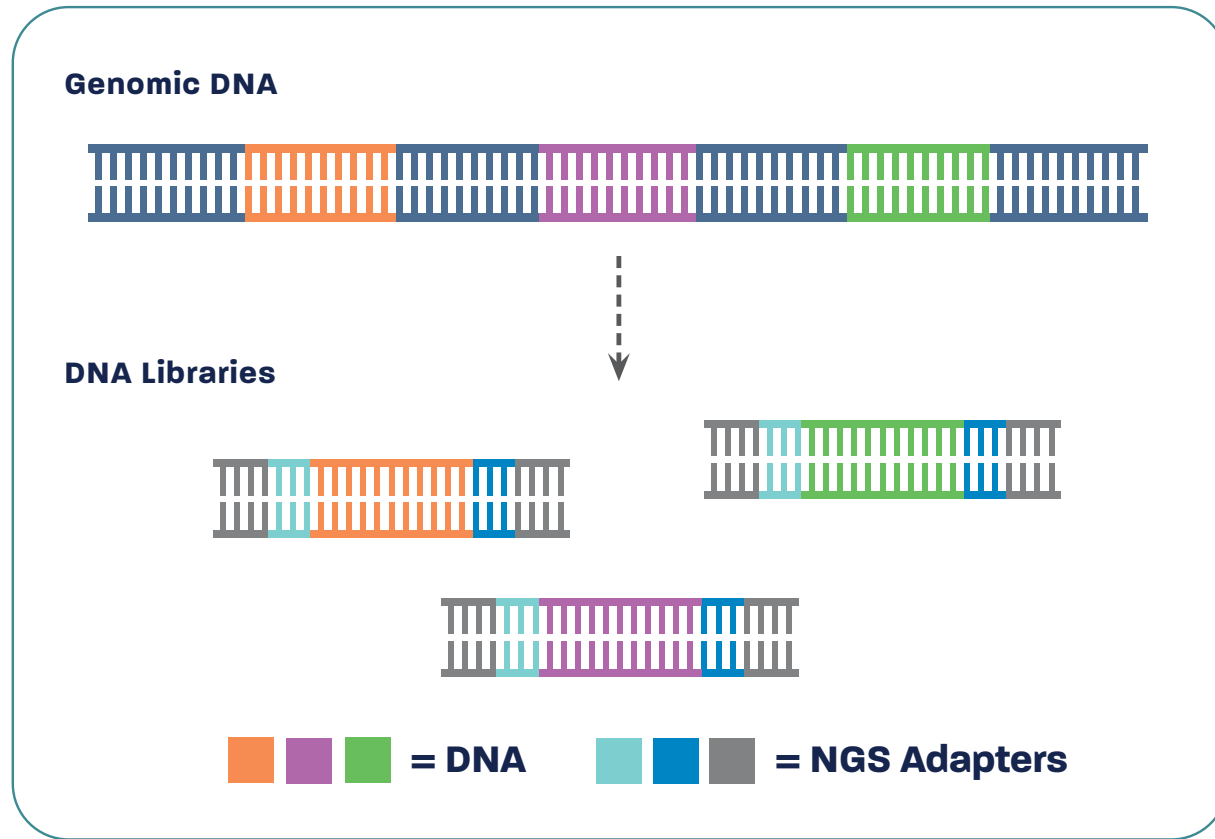 Genomic DNA
DNA Libraries
= DNA = NGS Adapters